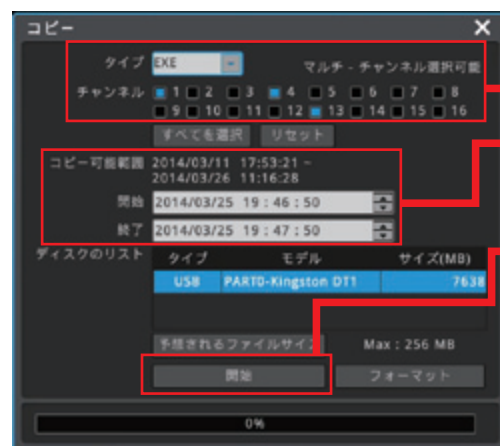 コピー
タイプ EXE マルチ - チャンネル選択可能
チャンネル 1 2 3 4 5 6 7 8
9 10 11 12 13 14 15 16
すべてを選択 リセット
コピー可能範囲 2014/03/11 17:53:21 ~
2014/03/26 11:16:28
開始 2014/03/25 19 : 46 : 50
終了 2014/03/25 19 : 47 : 50
ディスクのリスト タイプ モデル サイズ(MB)
USB PART0-Kingston DT1 7638
予想されるファイルサイズ Max : 256 MB
開始 フォーマット
0%